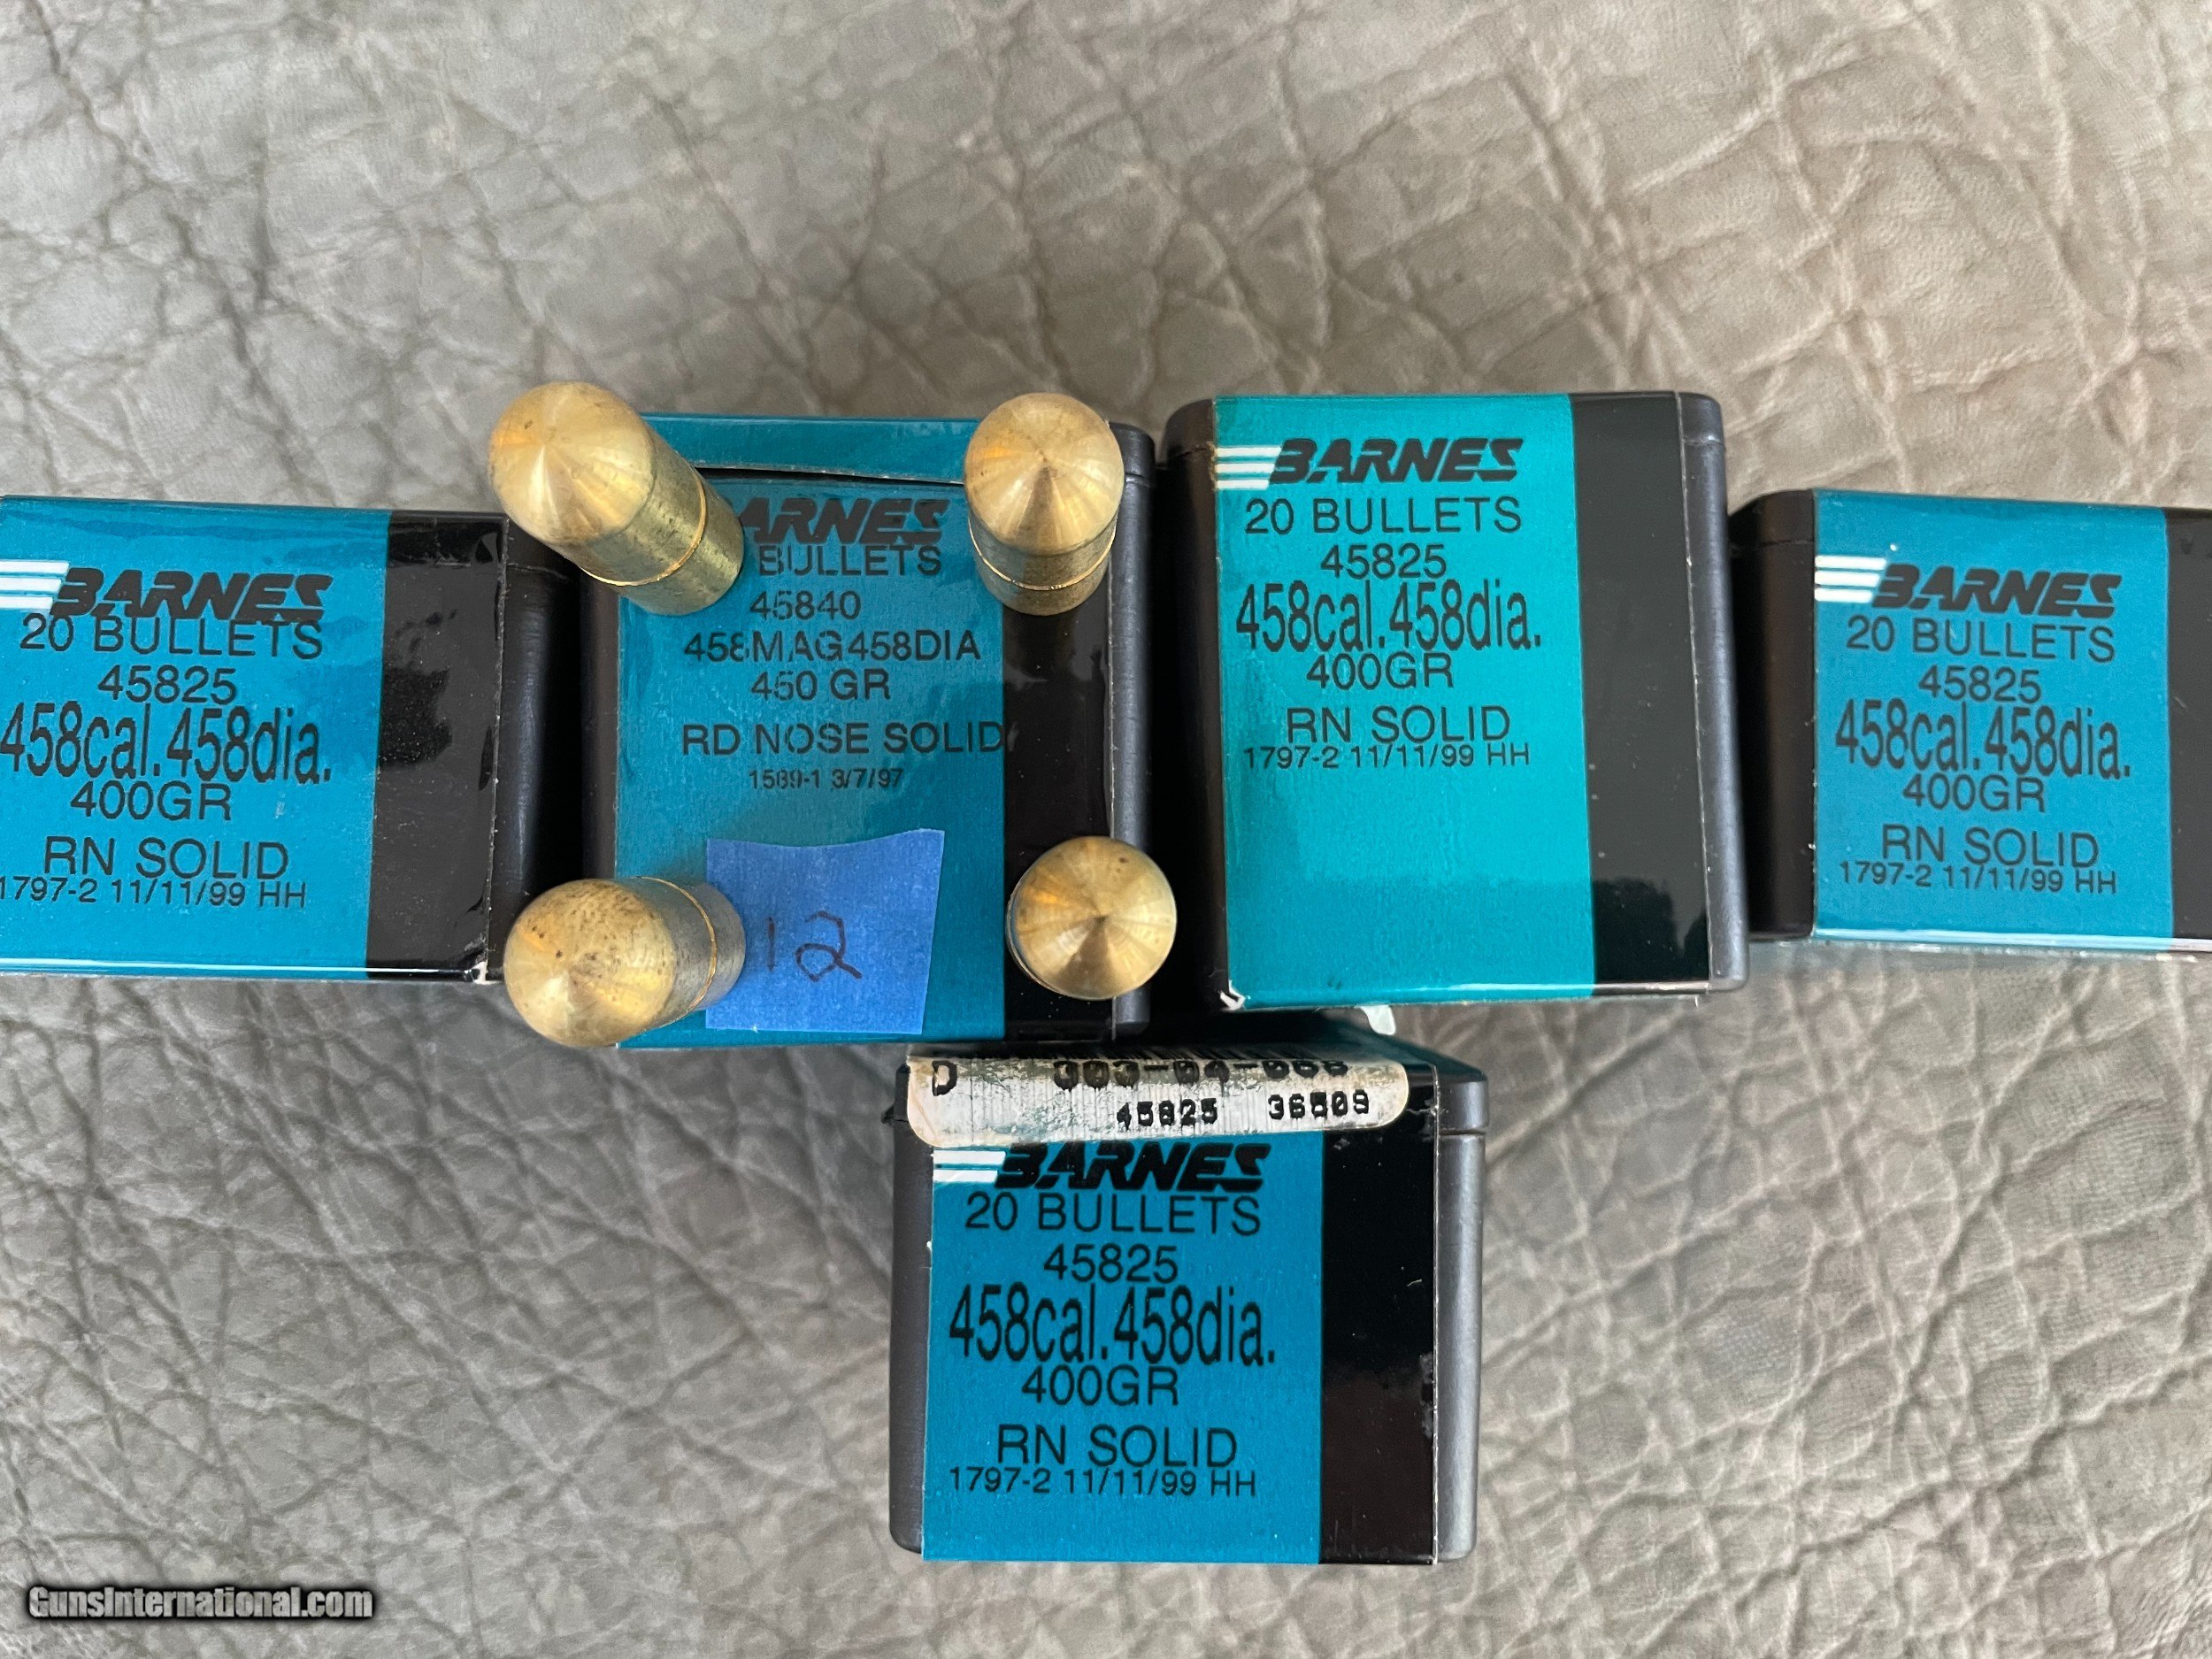 BARNES
20 BULLETS
45825
458cal.458dia.
400GR
RN SOLID
1797-2 11/11/99 HH
ARNES
BULLETS
45840
458MAG458DIA
450 GR
RD NOSE SOLID
1589-1 3/7/97
12
BARNES
20 BULLETS
45825
458cal.458dia.
400GR
RN SOLID
1797-2 11/11/99 HH
BARNES
20 BULLETS
45825
458cal.458dia.
400GR
RN SOLID
1797-2 11/11/99 HH
D
45825 36509
BARNES
20 BULLETS
45825
458cal.458dia.
400GR
RN SOLID
1797-2 11/11/99 HH
GunsInternational.com